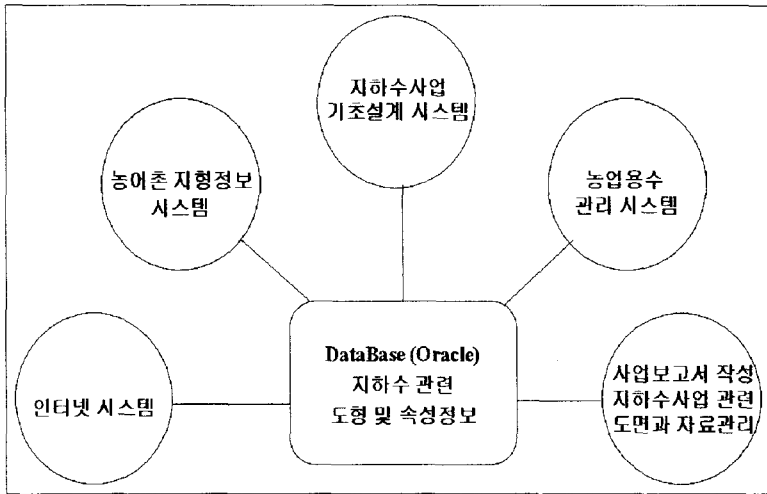 지하수사업
기초설계 시스템
농어촌 지형정보
시스템
농업용수
관리 시스템
인터넷 시스템
DataBase (Oracle)
지하수 관련
도형 및 속성정보
사업보고서 작성
지하수사업 관련
도면과 자료관리